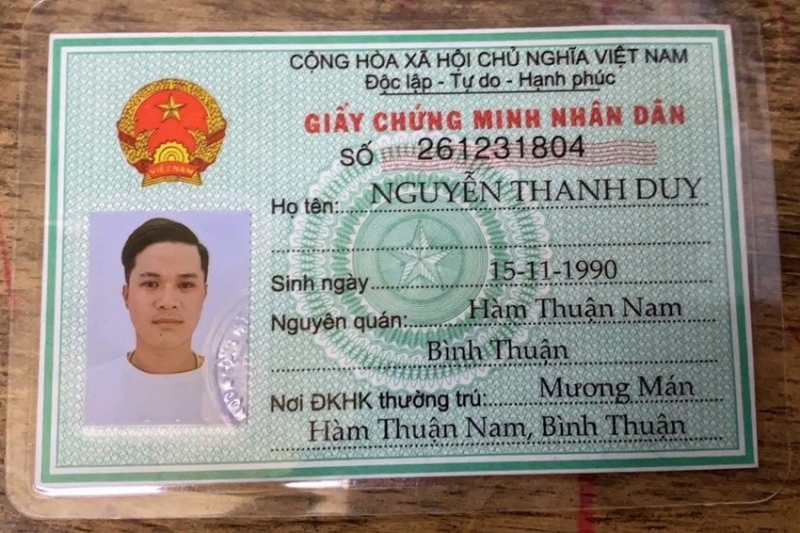 CỘNG HÒA XÃ HỘI CHỦ NGHĨA VIỆT NAM
Độc lập - Tự do - Hạnh phúc
GIẤY CHỨNG MINH NHÂN DÂN
SỐ 261231804
Họ tên: NGUYỄN THANH DUY
Sinh ngày 15-11-1990
Nguyên quán: Hàm Thuận Nam
Bình Thuận
Nơi ĐKHK thường trú: Mương Mán
Hàm Thuận Nam, Bình Thuận
VIỆT NAM